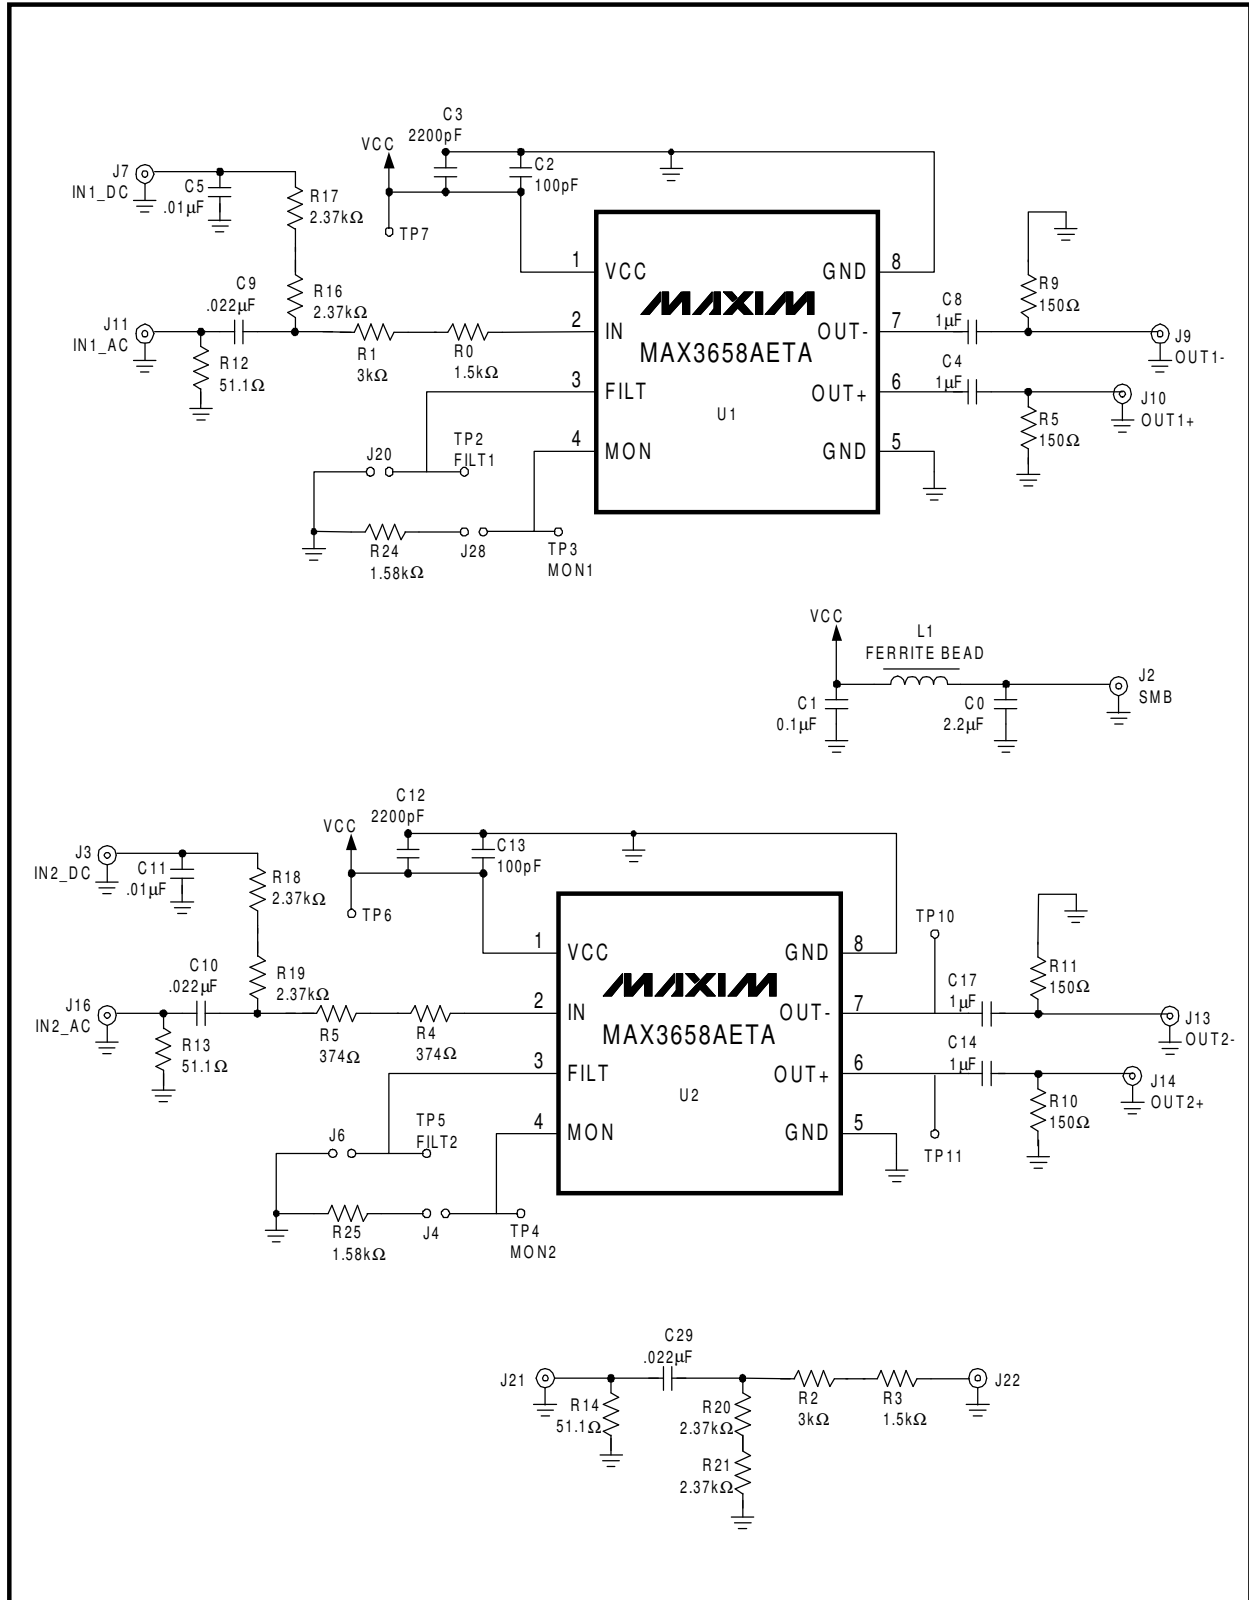 C3
2200pF
VCC
C2
100pF
J7
IN1_DC
C5
.01µF
R17
2.37kΩ
TP7
1
VCC
GND
8
C9
.022µF
R16
2.37kΩ
MAXIM
R9
150Ω
C8
1µF
J11
IN1_AC
2
IN
OUT-
7
J9
OUT1-
R12
51.1Ω
R1
3kΩ
R0
1.5kΩ
MAX3658AETA
C4
1µF
3
FILT
OUT+
6
J10
OUT1+
U1
R5
150Ω
J20
TP2
FILT1
4
MON
GND
5
R24
1.58kΩ
J28
TP3
MON1
VCC
L1
FERRITE BEAD
J2
SMB
C1
0.1µF
C0
2.2µF
C12
2200pF
VCC
C13
100pF
J3
IN2_DC
C11
.01µF
R18
2.37kΩ
TP6
TP10
1
VCC
GND
8
C10
.022µF
R19
2.37kΩ
MAXIM
R11
150Ω
C17
1µF
J16
IN2_AC
2
IN
OUT-
7
J13
OUT2-
R13
51.1Ω
R5
374Ω
R4
374Ω
MAX3658AETA
C14
1µF
3
FILT
OUT+
6
J14
OUT2+
U2
R10
150Ω
J6
TP5
FILT2
4
MON
GND
5
TP11
R25
1.58kΩ
J4
TP4
MON2
C29
.022µF
J21
J22
R14
51.1Ω
R20
2.37kΩ
R2
3kΩ
R3
1.5kΩ
R21
2.37kΩ